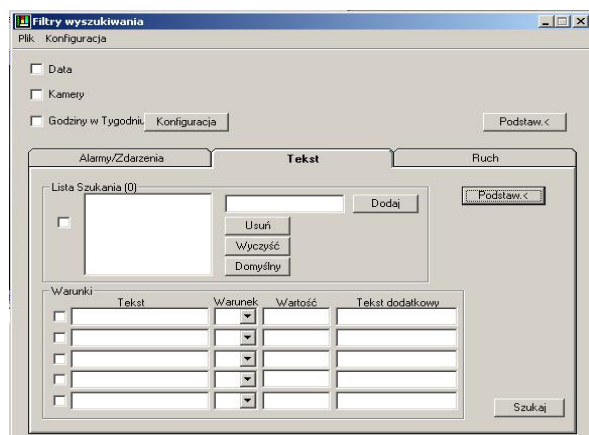 Filtry wyszukiwania
Plik Konfiguracja
Data
Kamery
Godziny w Tygodniu Konfiguracja Podstaw.<
Alarmy/Zdarzenia Tekst Ruch
Lista Szukania (0) Podstaw.<
Dodaj
Usuń
Wyczyść
Domyślny
Warunki
Tekst Warunek Wartość Tekst dodatkowy
Szukaj